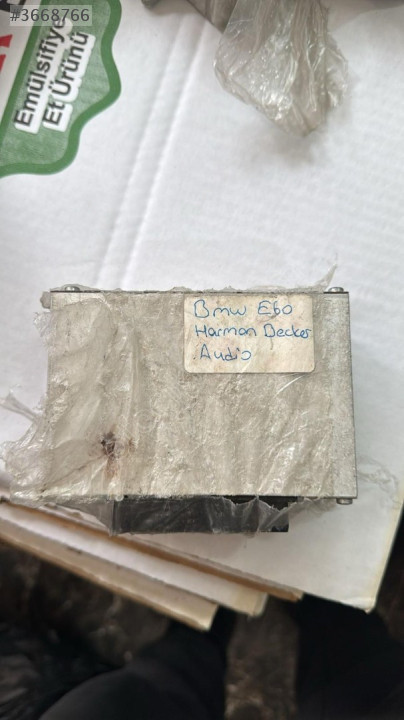 #3668766
Emülsifiye
Et Ürünü
Bmw E60
Harman Becker
Audio